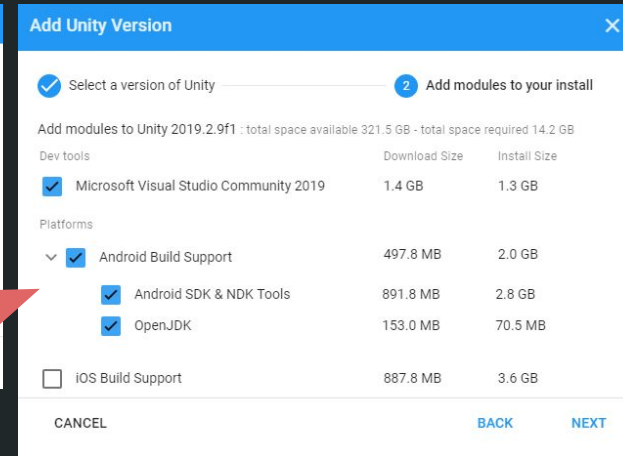 Add Unity Version
Select a version of Unity 2 Add modules to your install
Add modules to Unity 2019.2.9f1 : total space available 321.5 GB - total space required 14.2 GB
Dev tools Download Size Install Size
Microsoft Visual Studio Community 2019 1.4 GB 1.3 GB
Platforms
Android Build Support 497.8 MB 2.0 GB
Android SDK & NDK Tools 891.8 MB 2.8 GB
OpenJDK 153.0 MB 70.5 MB
iOS Build Support 887.8 MB 3.6 GB
CANCEL BACK NEXT